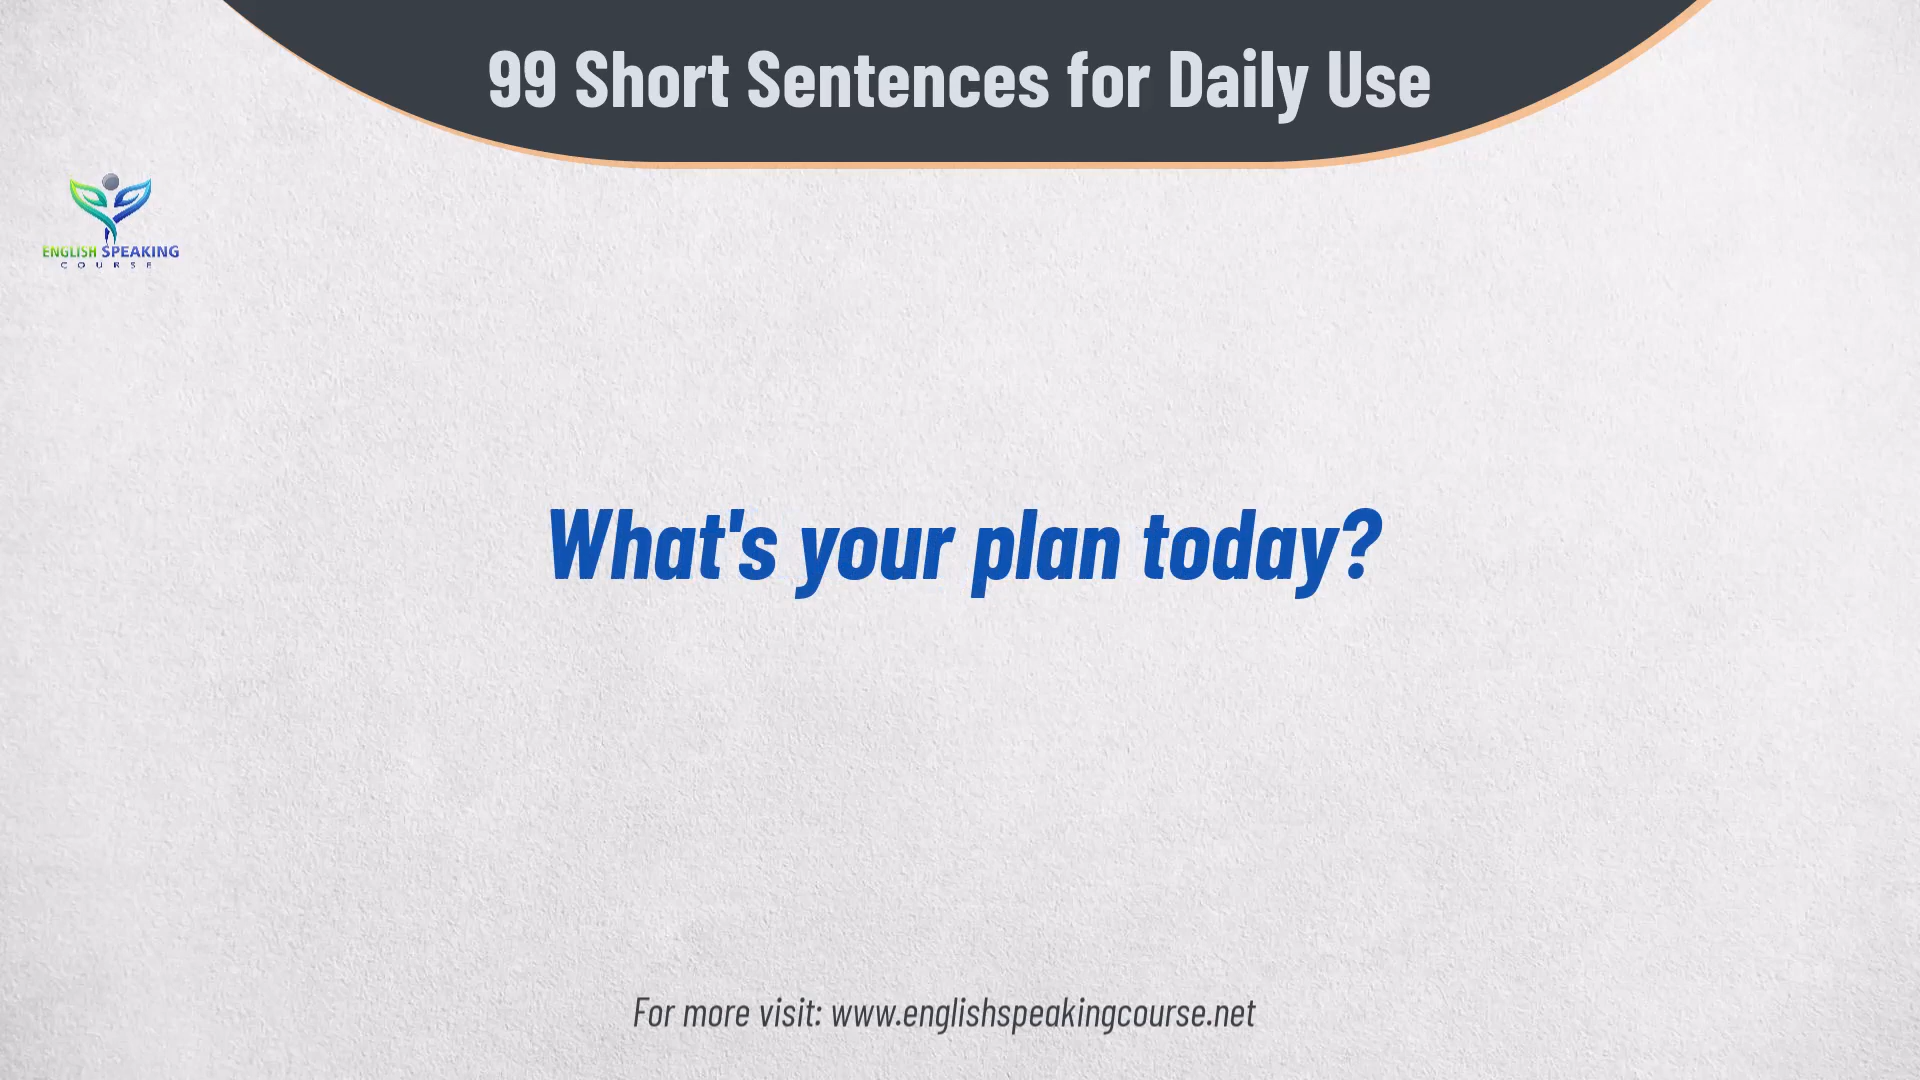 99 Short Sentences for Daily Use
ENGLISH SPEAKING
COURSE
What's your plan today?
For more visit: www.englishspeakingcourse.net